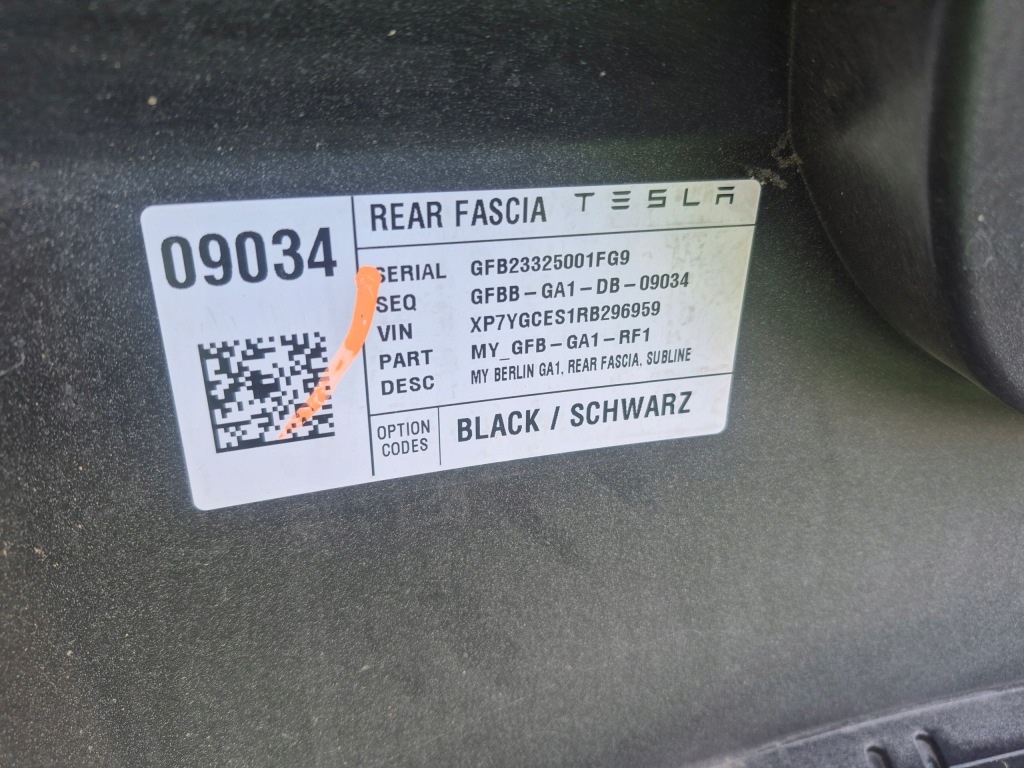 09034
REAR FASCIA TESLA
SERIAL GFB23325001FG9
SEQ GFBB-GA1-DB-09034
VIN XP7YGCES1RB296959
PART MY_GFB-GA1-RF1
DESC MY BERLIN GA1, REAR FASCIA, SUBLINE
OPTION CODES BLACK / SCHWARZ